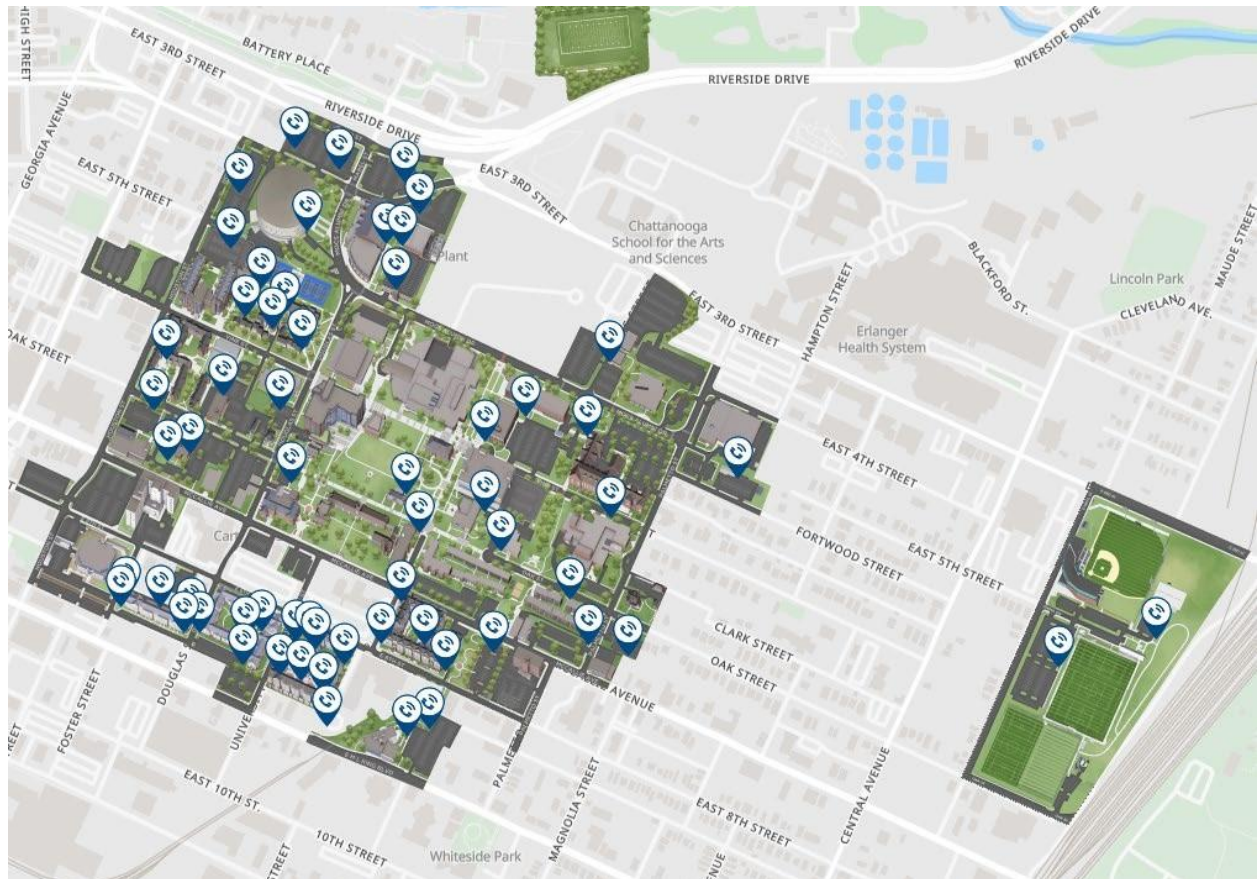 HIGH STREET
EAST 3RD STREET
BATTERY PLACE
RIVERSIDE DRIVE
RIVERSIDE DRIVE
RIVERSIDE DRIVE
GEORGIA AVENUE
EAST 5TH STREET
EAST 3RD STREET
Chattanooga
School for the Arts
and Sciences
Plant
BLACKFORD ST.
Lincoln Park
MAUDE STREET
CLEVELAND AVE.
HAMPTON STREET
EAST 3RD STREET
Erlanger
Health System
OAK STREET
EAST 4TH STREET
FORTWOOD STREET
EAST 5TH STREET
CLARK STREET
OAK STREET
AVENUE
FOSTER STREET
DOUGLAS
PALME
MAGNOLIA STREET
CENTRAL AVENUE
E M L KING BLVD
EAST 10TH ST.
EAST 8TH STREET
10TH STREET
Whiteside Park
STREET